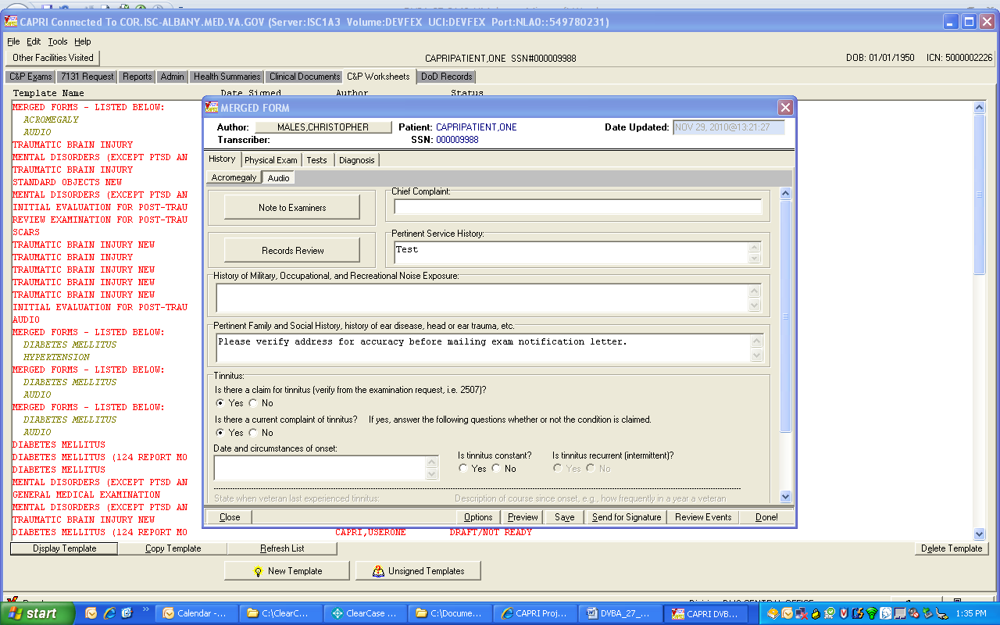 CAPRI Connected To COR.ISC-ALBANY.MED.VA.GOV (Server:ISC1A3 Volume:DEVFEX UCI:DEVFEX Port:NLA0::549780231)
File Edit Tools Help
Other Facilities Visited
CAPRIPATIENT,ONE SSN#000009988
DOB: 01/01/1950 ICN: 5000002226
C&P Exams 7131 Request Reports Admin Health Summaries Clinical Documents C&P Worksheets DoD Records
Template Name Date Signed Author Status
MERGED FORMS - LISTED BELOW:
ACROMEGALY
AUDIO
TRAUMATIC BRAIN INJURY
MENTAL DISORDERS (EXCEPT PTSD AN
TRAUMATIC BRAIN INJURY
STANDARD OBJECTS NEW
MENTAL DISORDERS (EXCEPT PTSD AN
INITIAL EVALUATION FOR POST-TRAU
REVIEW EXAMINATION FOR POST-TRAU
SCARS
TRAUMATIC BRAIN INJURY NEW
TRAUMATIC BRAIN INJURY
TRAUMATIC BRAIN INJURY NEW
TRAUMATIC BRAIN INJURY NEW
TRAUMATIC BRAIN INJURY NEW
INITIAL EVALUATION FOR POST-TRAU
AUDIO
MERGED FORMS - LISTED BELOW:
DIABETES MELLITUS
HYPERTENSION
MERGED FORMS - LISTED BELOW:
DIABETES MELLITUS
AUDIO
MERGED FORMS - LISTED BELOW:
DIABETES MELLITUS
AUDIO
DIABETES MELLITUS
DIABETES MELLITUS (124 REPORT MO
DIABETES MELLITUS
MENTAL DISORDERS (EXCEPT PTSD AN
GENERAL MEDICAL EXAMINATION
MENTAL DISORDERS (EXCEPT PTSD AN
TRAUMATIC BRAIN INJURY NEW
DIABETES MELLITUS (124 REPORT MO CAPRI,USERONE DRAFT/NOT READY
MERGED FORM
Author: MALES,CHRISTOPHER Patient: CAPRIPATIENT,ONE Date Updated: NOV 29, 2010@13:21:27
Transcriber: SSN: 000009988
History Physical Exam Tests Diagnosis
Acromegaly Audio
Note to Examiners
Chief Complaint:
Records Review
Pertinent Service History:
Test
History of Military, Occupational, and Recreational Noise Exposure:
Pertinent Family and Social History, history of ear disease, head or ear trauma, etc.
Please verify address for accuracy before mailing exam notification letter.
Tinnitus:
Is there a claim for tinnitus (verify from the examination request, i.e. 2507)?
Yes No
Is there a current complaint of tinnitus? If yes, answer the following questions whether or not the condition is claimed.
Yes No
Date and circumstances of onset:
Is tinnitus constant? Is tinnitus recurrent (intermittent)?
Yes No Yes No
State when veteran last experienced tinnitus: Description of course since onset, e.g., how frequently in a year a veteran
Close Options Preview Save Send for Signature Review Events Done!
Display Template Copy Template Refresh List Delete Template
New Template Unsigned Templates
start Calendar -... C:\ClearC... ClearCase ... C:\Docume... CAPRI Proj... DVBA_27_... CAPRI DVB... 1:35 PM